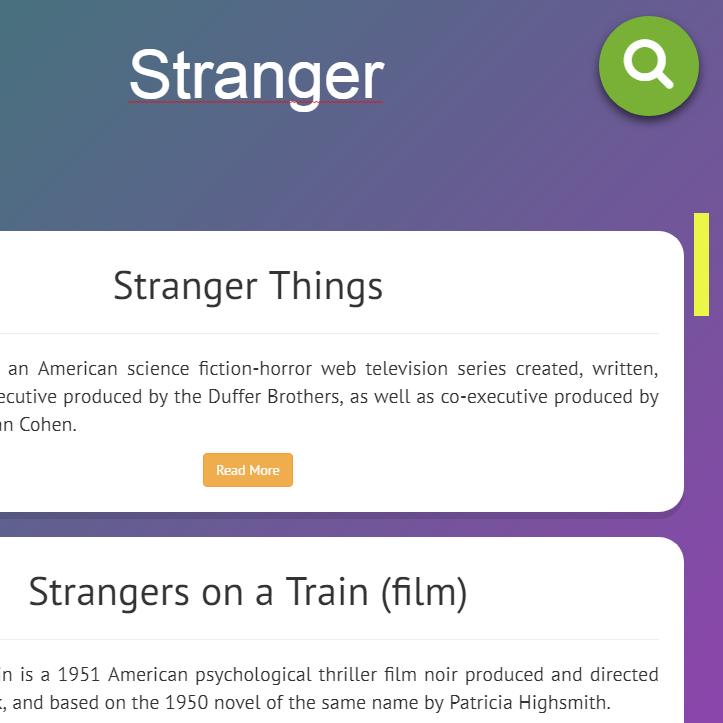 Stranger
Stranger Things
an American science fiction-horror web television series created, written,
produced by the Duffer Brothers, as well as co-executive produced by
Cohen.
Read More
Strangers on a Train (film)
is a 1951 American psychological thriller film noir produced and directed
and based on the 1950 novel of the same name by Patricia Highsmith.